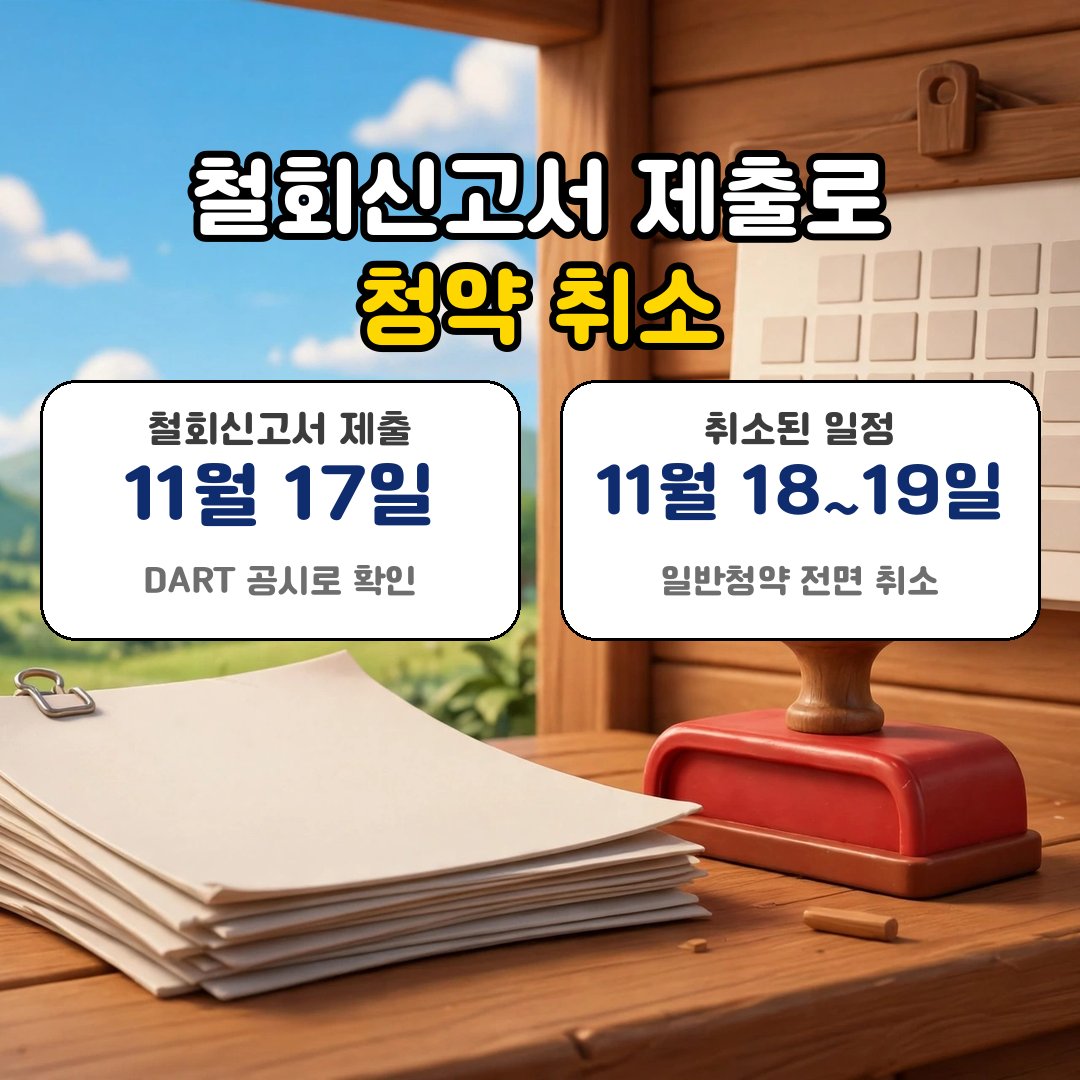 철회신고서 제출로
청약 취소
철회신고서 제출
11월 17일
DART 공시로 확인
취소된 일정
11월 18~19일
일반청약 전면 취소